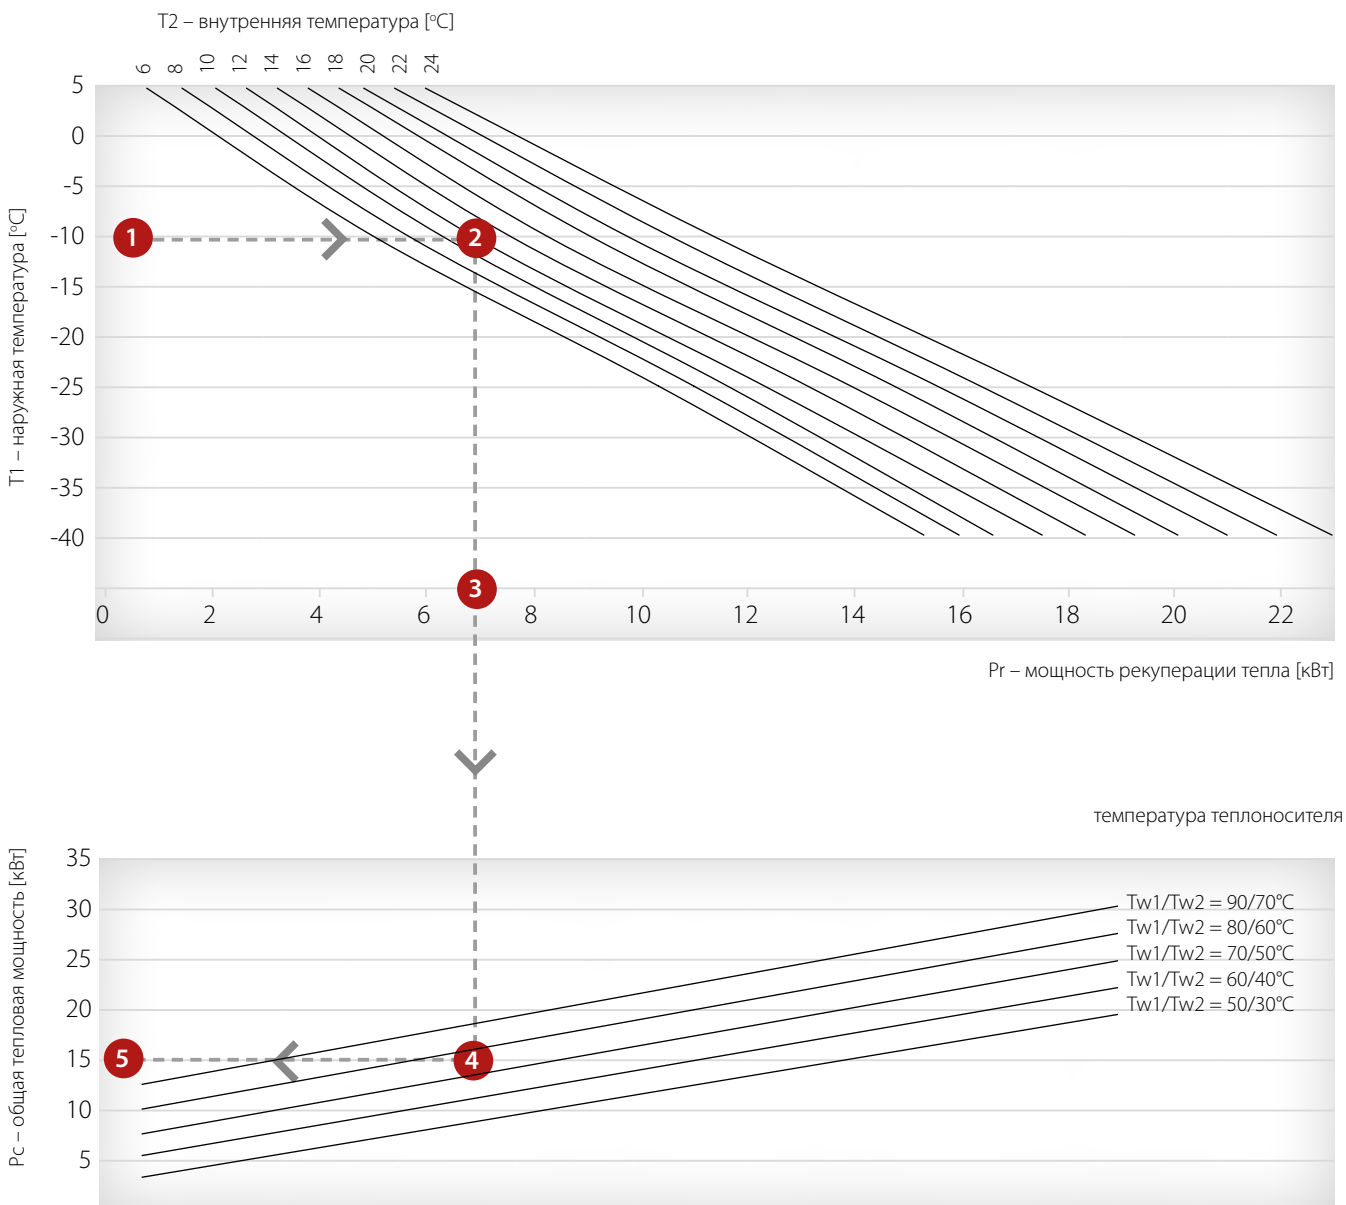 T2 – внутренняя температура [°C]
6 8 10 12 14 16 18 20 22 24
5
0
-5
-10
-15
-20
-25
-30
-35
-40
T1 – наружная температура [°C]
1
2
3
0 2 4 6 8 10 12 14 16 18 20 22
Pr – мощность рекуперации тепла [кВт]
температура теплоносителя
Pc – общая тепловая мощность [кВт]
35
30
25
20
15
10
5
Tw1/Tw2 = 90/70°C
Tw1/Tw2 = 80/60°C
Tw1/Tw2 = 70/50°C
Tw1/Tw2 = 60/40°C
Tw1/Tw2 = 50/30°C
5
4